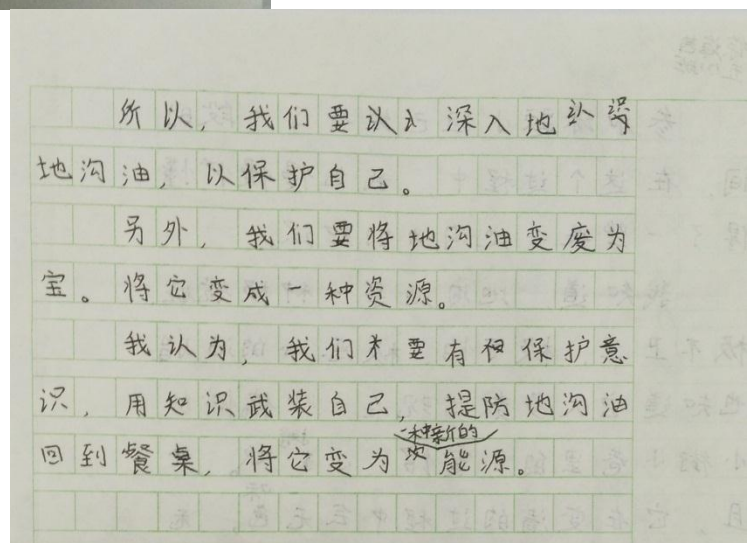 所以，我们要认认深入地认识
地沟油，以保护自己。
另外，我们要将地沟油变废为
宝。将它变成一种资源。
我认为，我们要有保护意
识，用知识武装自己，提防地沟油
回到餐桌，将它变为一种新的能源。